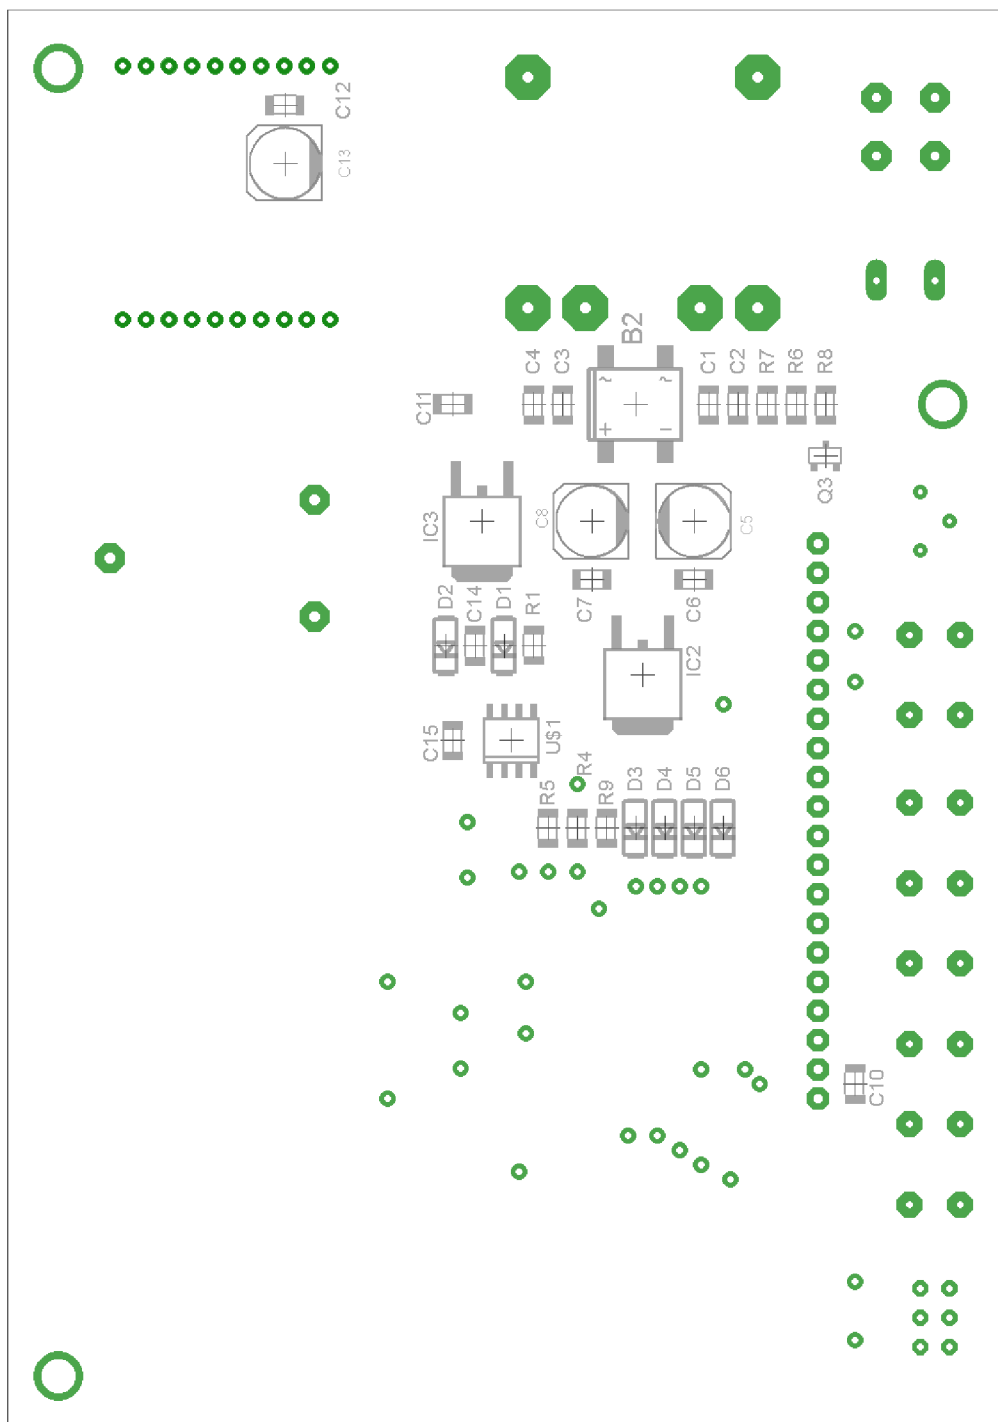 C12
C13
B2
C4
C3
C1
C2
R7
R6
R8
C11
~
~
+
−
Q3
IC3
C8
C5
D2
C14
D1
R1
C7
C6
IC2
C15
U$1
R4
R5
R9
D3
D4
D5
D6
C10